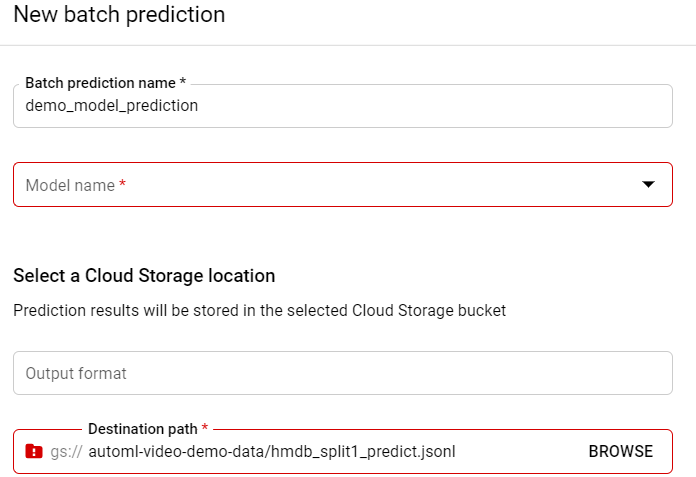 New batch prediction
Batch prediction name *
demo_model_prediction
Model name *
Select a Cloud Storage location
Prediction results will be stored in the selected Cloud Storage bucket
Output format
Destination path *
gs:// automl-video-demo-data/hmdb_split1_predict.jsonl BROWSE